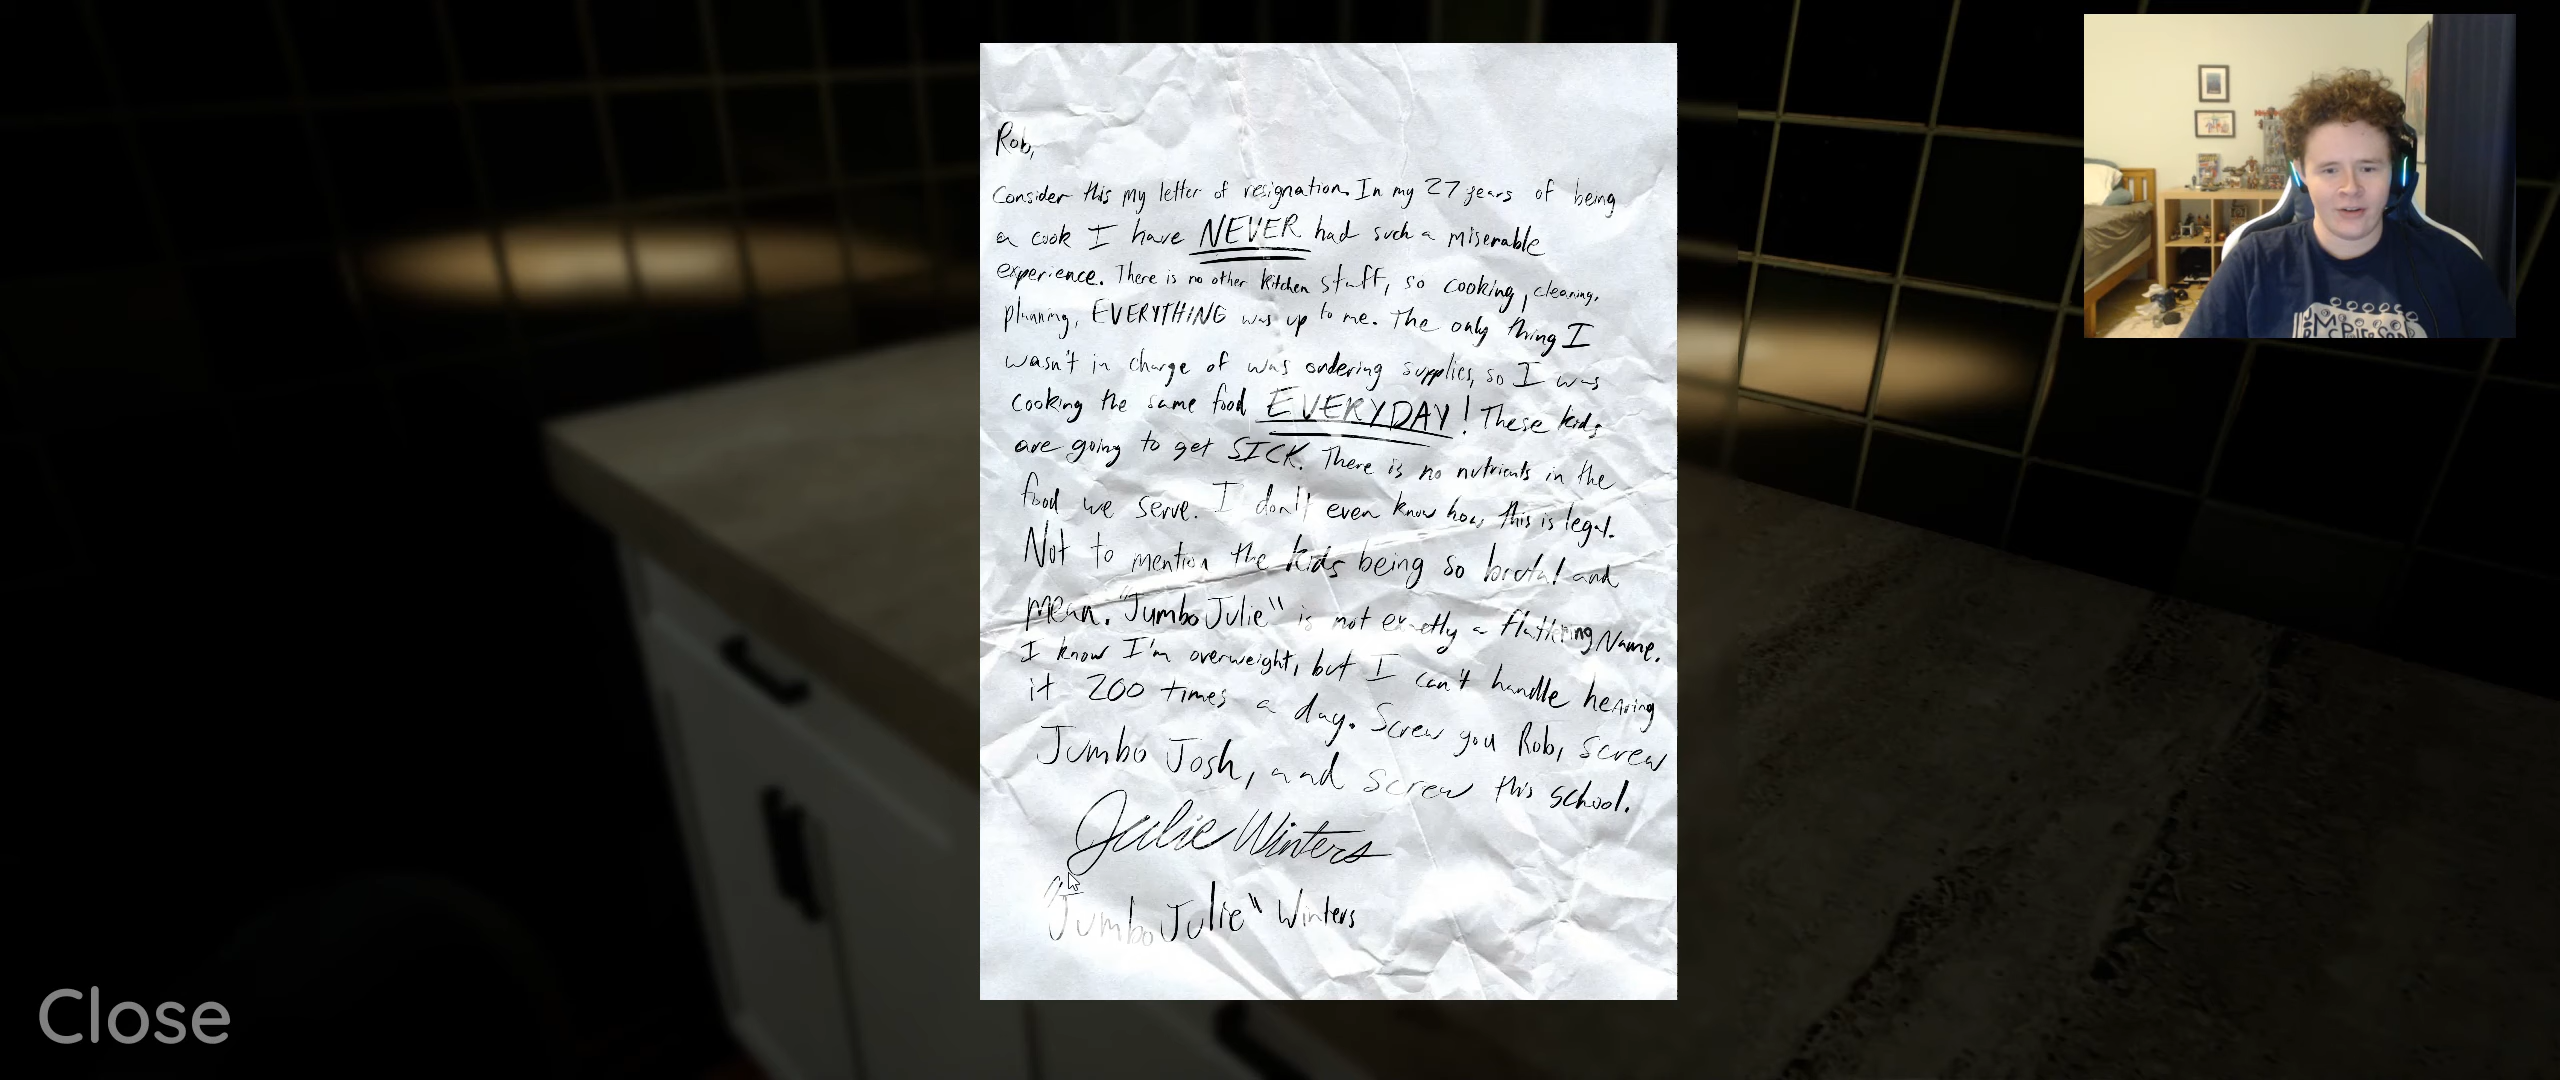 Rob,
Consider this my letter of resignation. In my 27 years of being
a cook I have NEVER had such a miserable
experience. There is no other kitchen staff, so cooking, cleaning,
planning, EVERYTHING was up to me. The only thing I
wasn't in charge of was ordering supplies, so I was
cooking the same food EVERYDAY! These kids
are going to get SICK. There is no nutrients in the
food we serve. I don't even know how this is legal.
Not to mention the kids being so brutal and
mean. "Jumbo Julie" is not exactly a flattering Name.
I know I'm overweight, but I can't handle hearing
it 200 times a day. Screw you Rob, screw
Jumbo Josh, and screw this school.
Julie Winters
"Jumbo Julie" Winters
Close